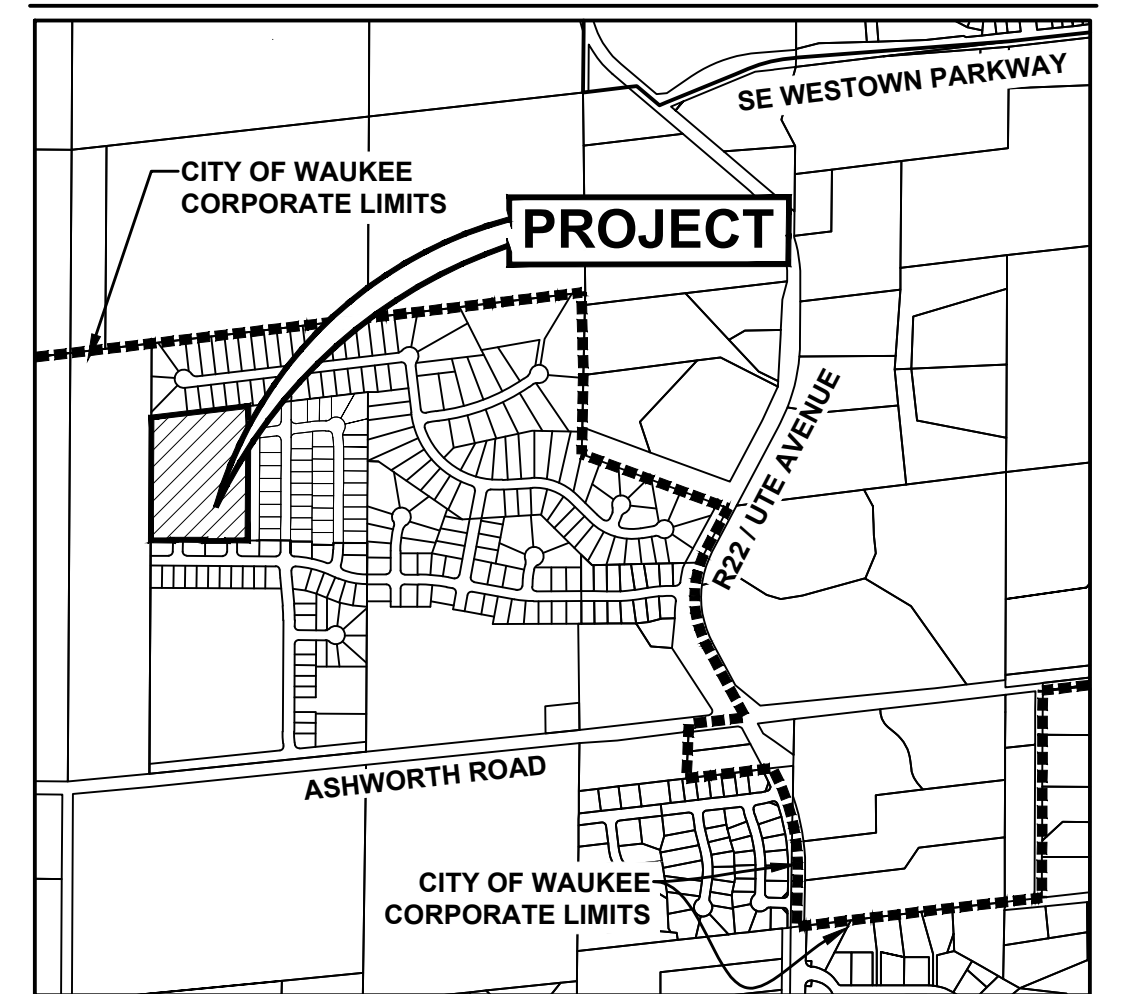 SE WESTOWN PARKWAY
CITY OF WAUKEE
CORPORATE LIMITS
PROJECT
R22 / UTE AVENUE
ASHWORTH ROAD
CITY OF WAUKEE
CORPORATE LIMITS